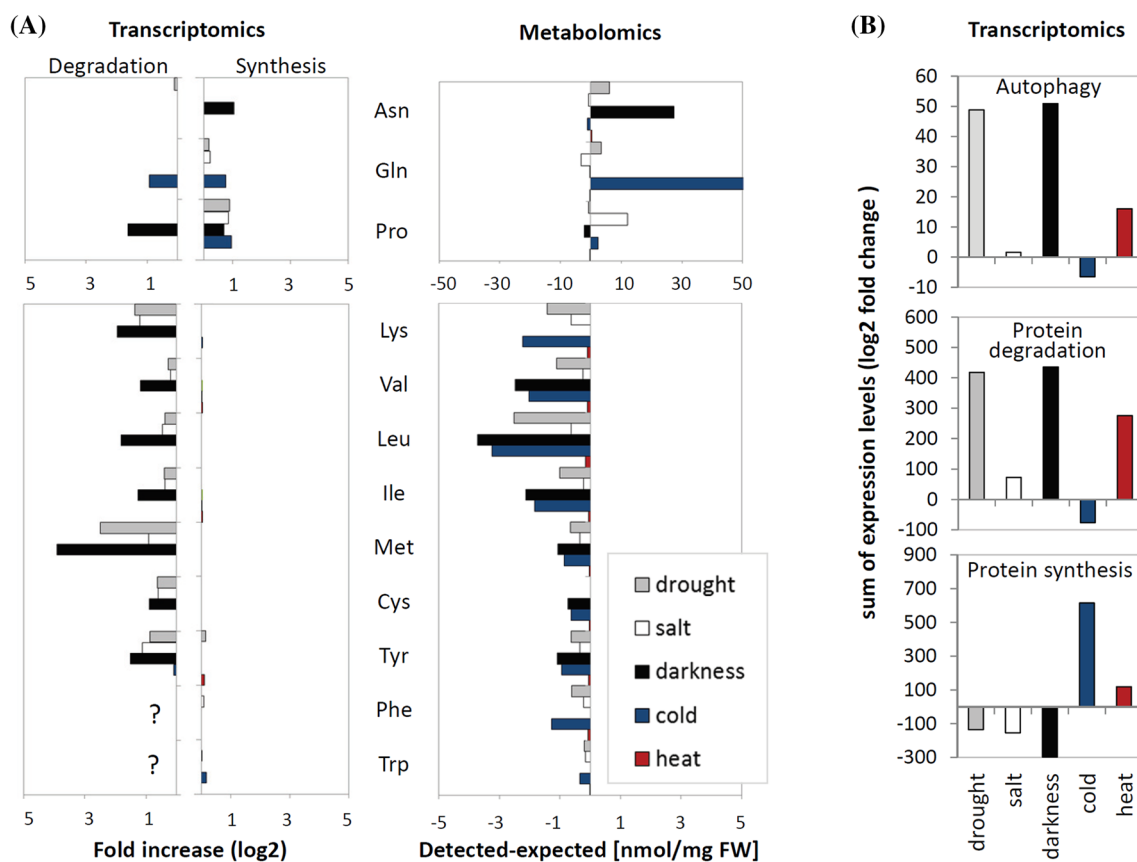 (A)
Transcriptomics
Metabolomics
Degradation
Synthesis
Asn
Gln
Pro
5 3 1 1 3 5
-50 -30 -10 10 30 50
Lys
Val
Leu
Ile
Met
Cys
Tyr
Phe
Trp
?
?
5 3 1 1 3 5
-5 -3 -1 1 3 5
Fold increase (log2)
Detected-expected [nmol/mg FW]
drought
salt
darkness
cold
heat
(B)
Transcriptomics
sum of expression levels (log2 fold change )
Autophagy
60
50
40
30
20
10
0
-10
Protein
degradation
600
500
400
300
200
100
0
-100
Protein synthesis
900
700
500
300
100
-100
-300
drought
salt
darkness
cold
heat